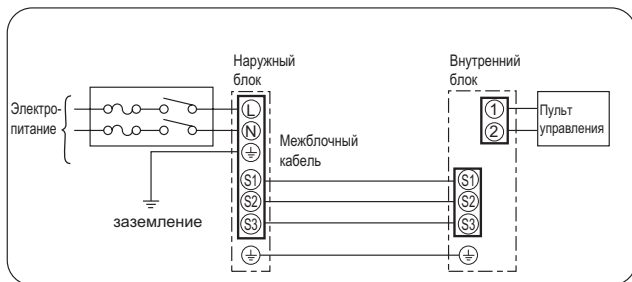 Наружный
блок
Внутренний
блок
Электро-
питание
L
N
Межблочный
кабель
1
2
Пульт
управления
S1
S2
S3
S1
S2
S3
заземление